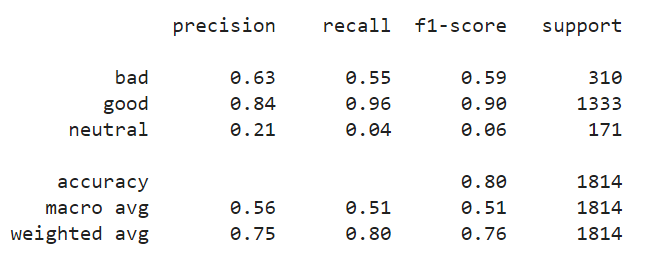 precision recall f1-score support
bad 0.63 0.55 0.59 310
good 0.84 0.96 0.90 1333
neutral 0.21 0.04 0.06 171
accuracy 0.80 1814
macro avg 0.56 0.51 0.51 1814
weighted avg 0.75 0.80 0.76 1814